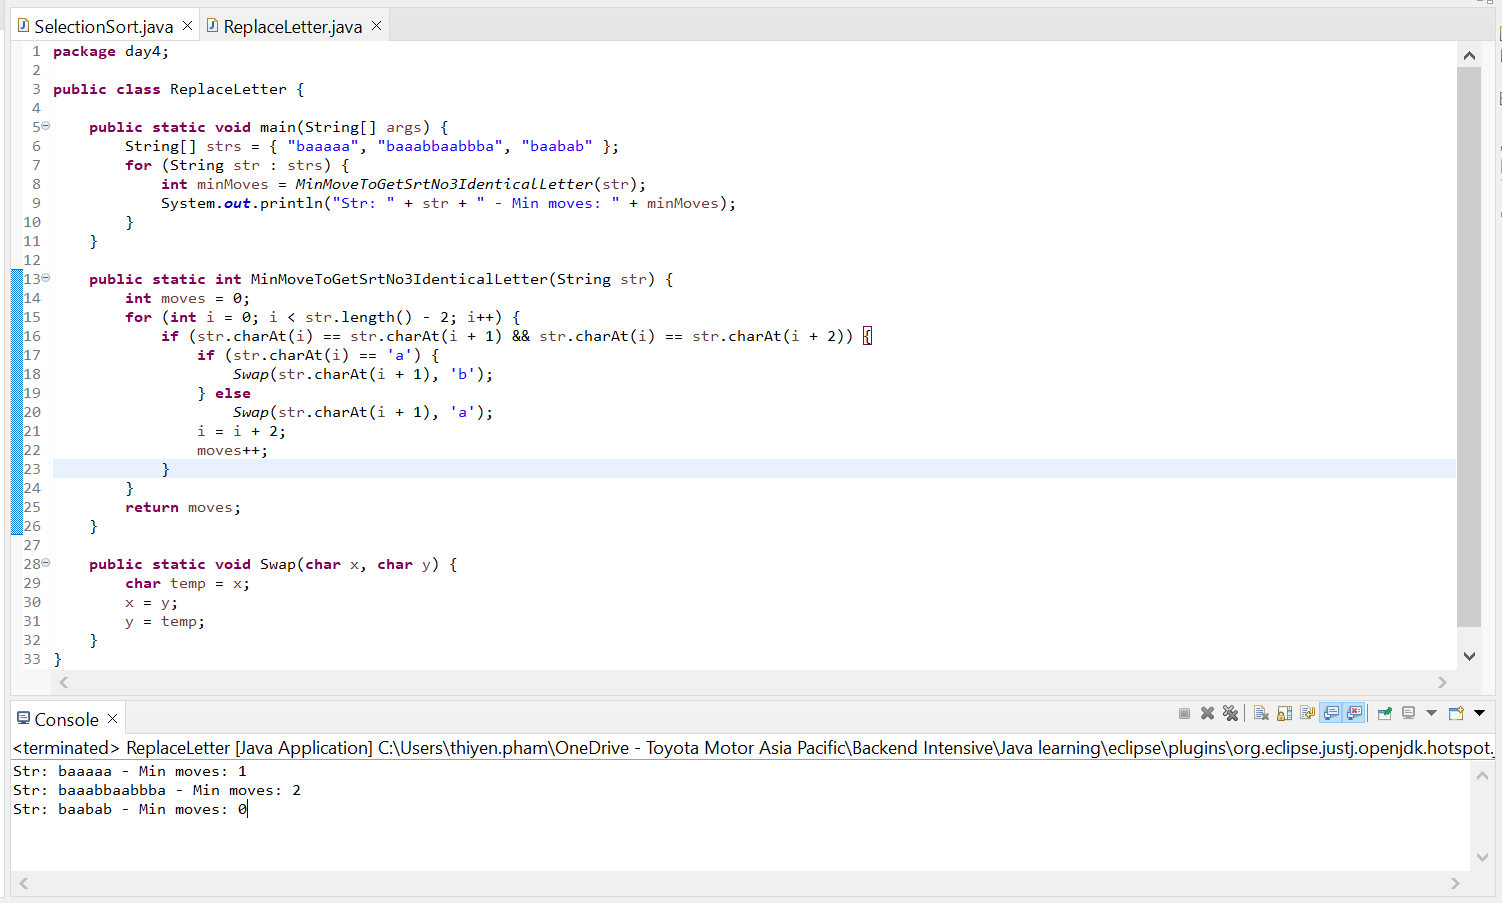 SelectionSort.java ReplaceLetter.java
1 package day4;
2
3 public class ReplaceLetter {
4
5     public static void main(String[] args) {
6         String[] strs = { "baaaaa", "baaabbaabbba", "baabab" };
7         for (String str : strs) {
8             int minMoves = MinMoveToGetSrtNo3IdenticalLetter(str);
9             System.out.println("Str: " + str + " - Min moves: " + minMoves);
10         }
11     }
12
13     public static int MinMoveToGetSrtNo3IdenticalLetter(String str) {
14         int moves = 0;
15         for (int i = 0; i < str.length() - 2; i++) {
16             if (str.charAt(i) == str.charAt(i + 1) && str.charAt(i) == str.charAt(i + 2)) {
17                 if (str.charAt(i) == 'a') {
18                     Swap(str.charAt(i + 1), 'b');
19                 } else
20                     Swap(str.charAt(i + 1), 'a');
21                 i = i + 2;
22                 moves++;
23             }
24         }
25         return moves;
26     }
27
28     public static void Swap(char x, char y) {
29         char temp = x;
30         x = y;
31         y = temp;
32     }
33 }
Console
<terminated> ReplaceLetter [Java Application] C:\Users\thiyen.pham\OneDrive - Toyota Motor Asia Pacific\Backend Intensive\Java learning\eclipse\plugins\org.eclipse.justj.openjdk.hotspot.
Str: baaaaa - Min moves: 1
Str: baaabbaabbba - Min moves: 2
Str: baabab - Min moves: 0